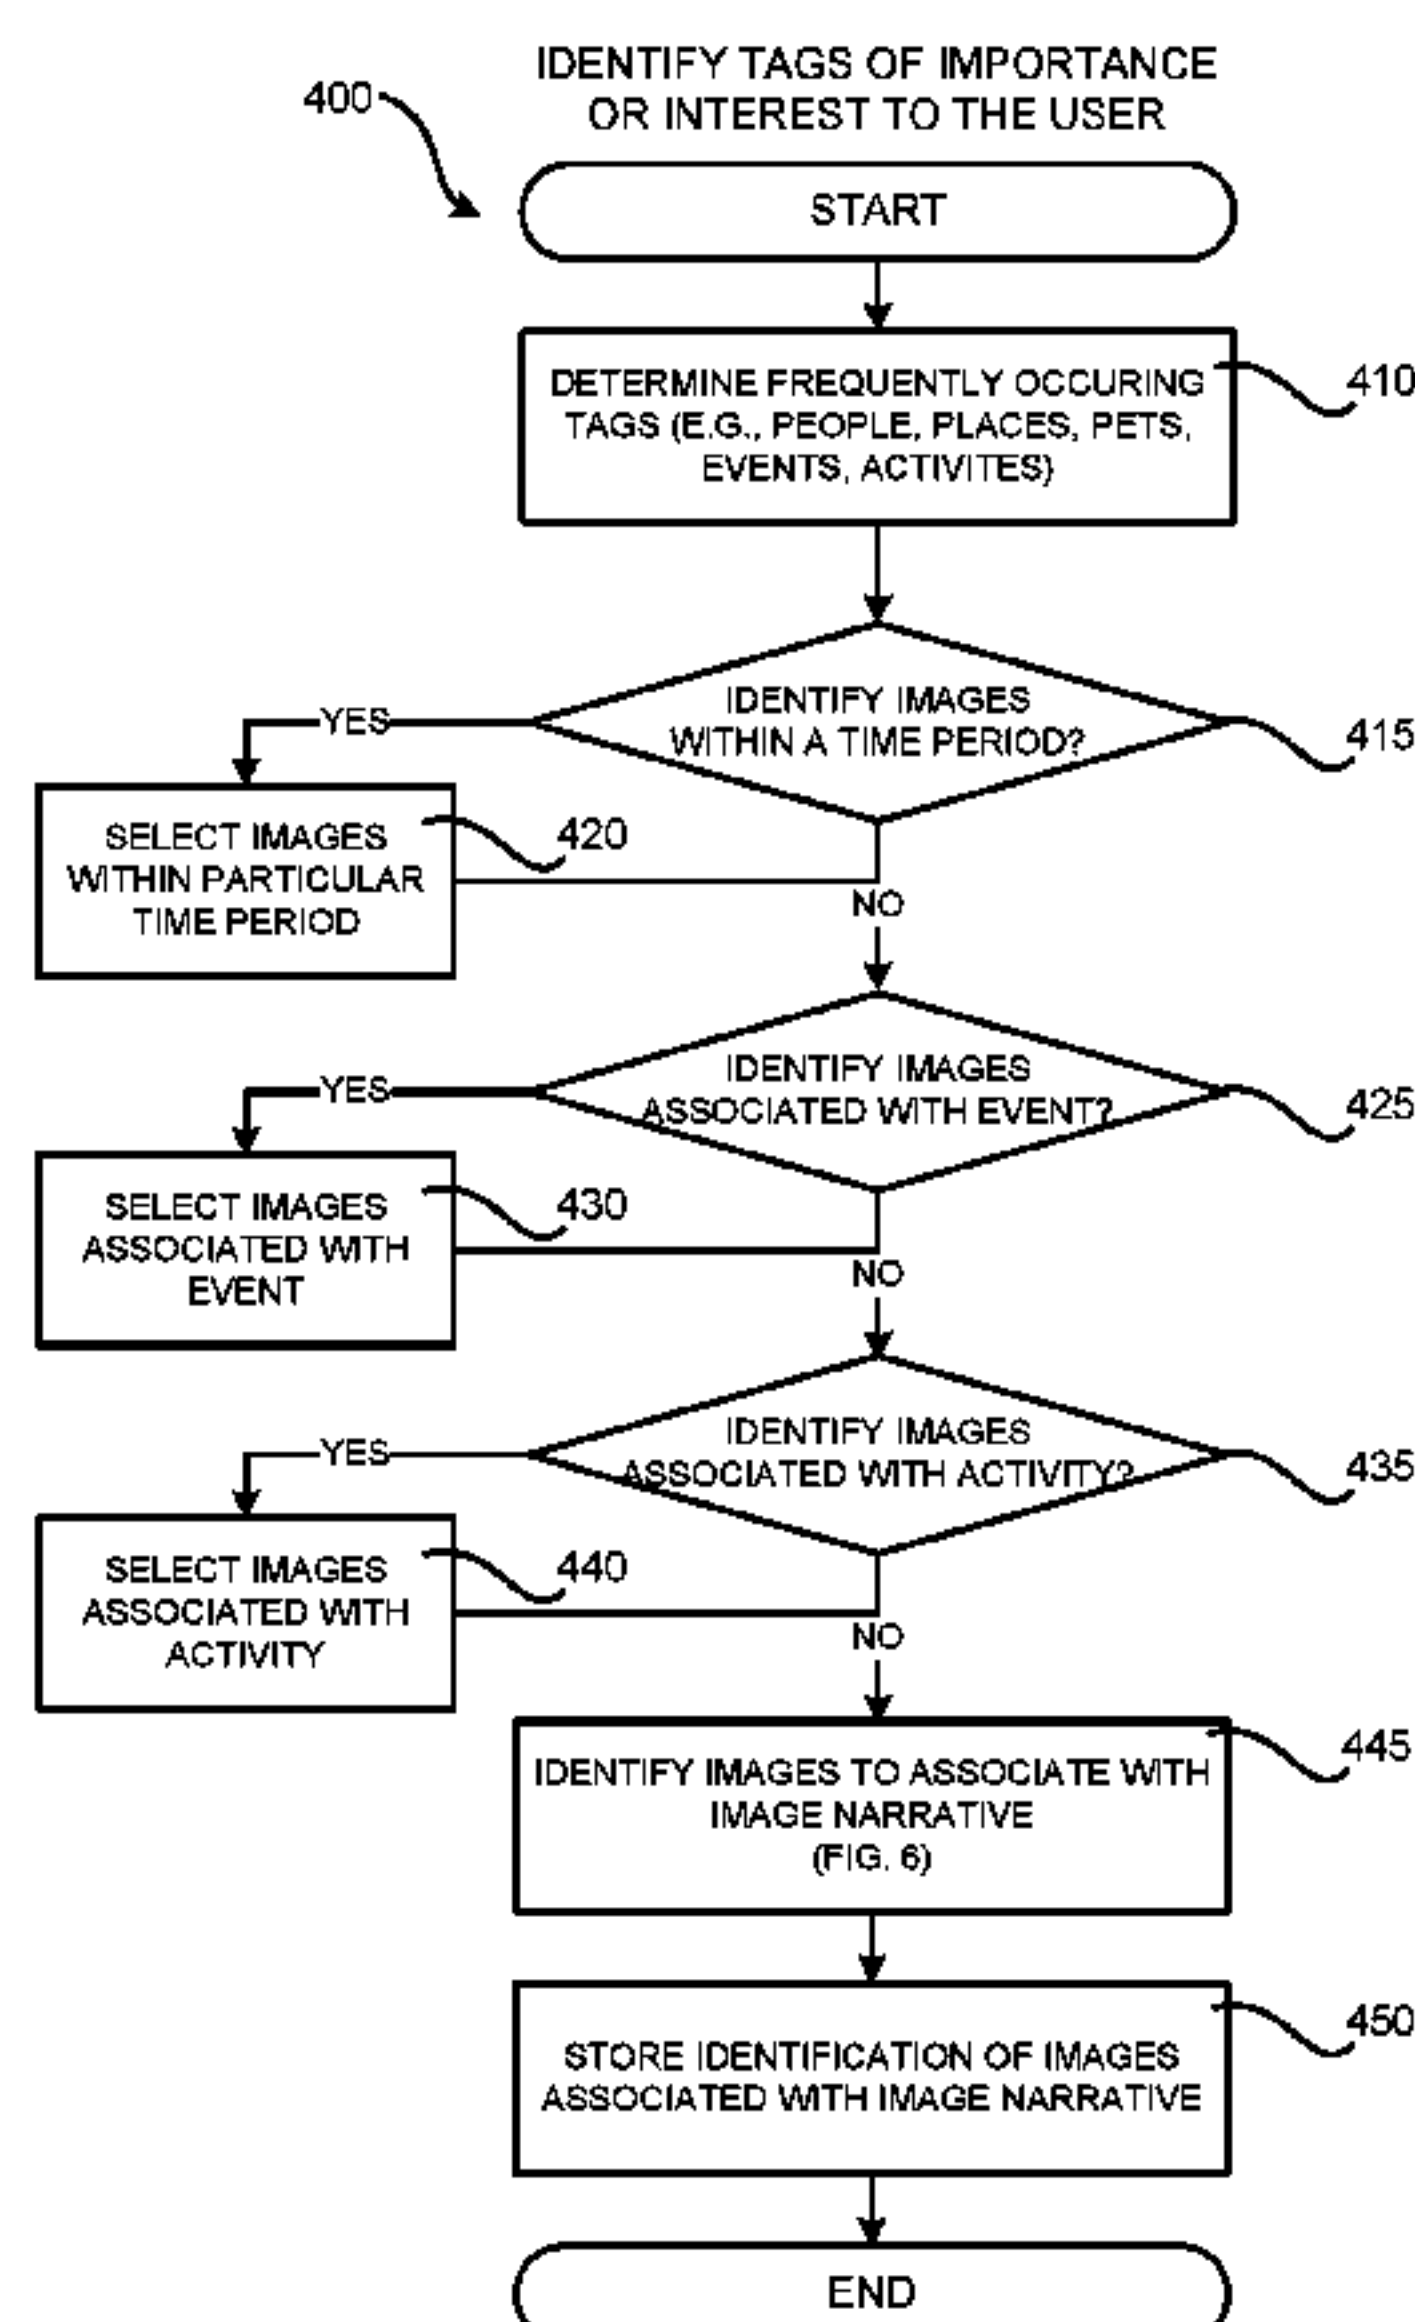 IDENTIFY TAGS OF IMPORTANCE
OR INTEREST TO THE USER
400
START
DETERMINE FREQUENTLY OCCURING
TAGS (E.G., PEOPLE, PLACES, PETS,
EVENTS, ACTIVITES)
410
IDENTIFY IMAGES
WITHIN A TIME PERIOD?
415
YES
SELECT IMAGES
WITHIN PARTICULAR
TIME PERIOD
420
NO
IDENTIFY IMAGES
ASSOCIATED WITH EVENT?
425
YES
SELECT IMAGES
ASSOCIATED WITH
EVENT
430
NO
IDENTIFY IMAGES
ASSOCIATED WITH ACTIVITY?
435
YES
SELECT IMAGES
ASSOCIATED WITH
ACTIVITY
440
NO
IDENTIFY IMAGES TO ASSOCIATE WITH
IMAGE NARRATIVE
(FIG. 6)
445
STORE IDENTIFICATION OF IMAGES
ASSOCIATED WITH IMAGE NARRATIVE
450
END